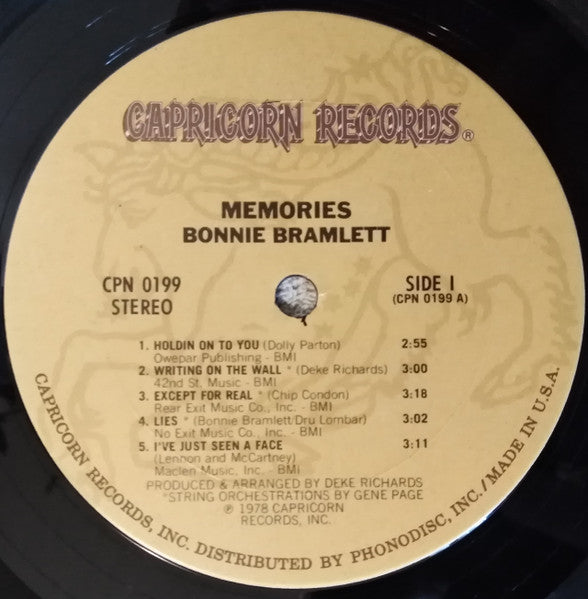 CAPRICORN RECORDS®
MEMORIES
BONNIE BRAMLETT
CPN 0199
STEREO
SIDE I
(CPN 0199 A)
1. HOLDIN ON TO YOU (Dolly Parton) 2:55
Owepar Publishing - BMI
2. WRITING ON THE WALL * (Deke Richards) 3:00
42nd St. Music - BMI
3. EXCEPT FOR REAL * (Chip Condon) 3:18
Rear Exit Music Co., Inc. - BMI
4. LIES * (Bonnie Bramlett/Dru Lombar) 3:02
No Exit Music Co., Inc. - BMI
5. I'VE JUST SEEN A FACE 3:11
(Lennon and McCartney)
Maclen Music, Inc. - BMI
PRODUCED & ARRANGED BY DEKE RICHARDS
*STRING ORCHESTRATIONS BY GENE PAGE
℗ 1978 CAPRICORN
RECORDS, INC.
CAPRICORN RECORDS, INC. DISTRIBUTED BY PHONODISC, INC./MADE IN U.S.A.